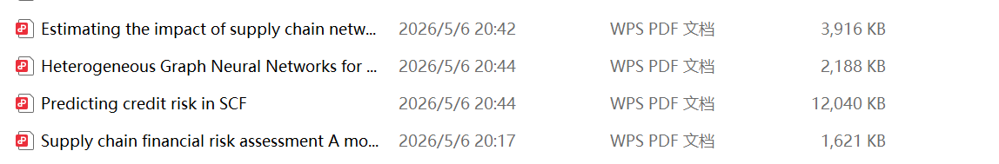 Estimating the impact of supply chain netw... 2026/5/6 20:42 WPS PDF 文档 3,916 KB
Heterogeneous Graph Neural Networks for ... 2026/5/6 20:44 WPS PDF 文档 2,188 KB
Predicting credit risk in SCF 2026/5/6 20:44 WPS PDF 文档 12,040 KB
Supply chain financial risk assessment A mo... 2026/5/6 20:17 WPS PDF 文档 1,621 KB